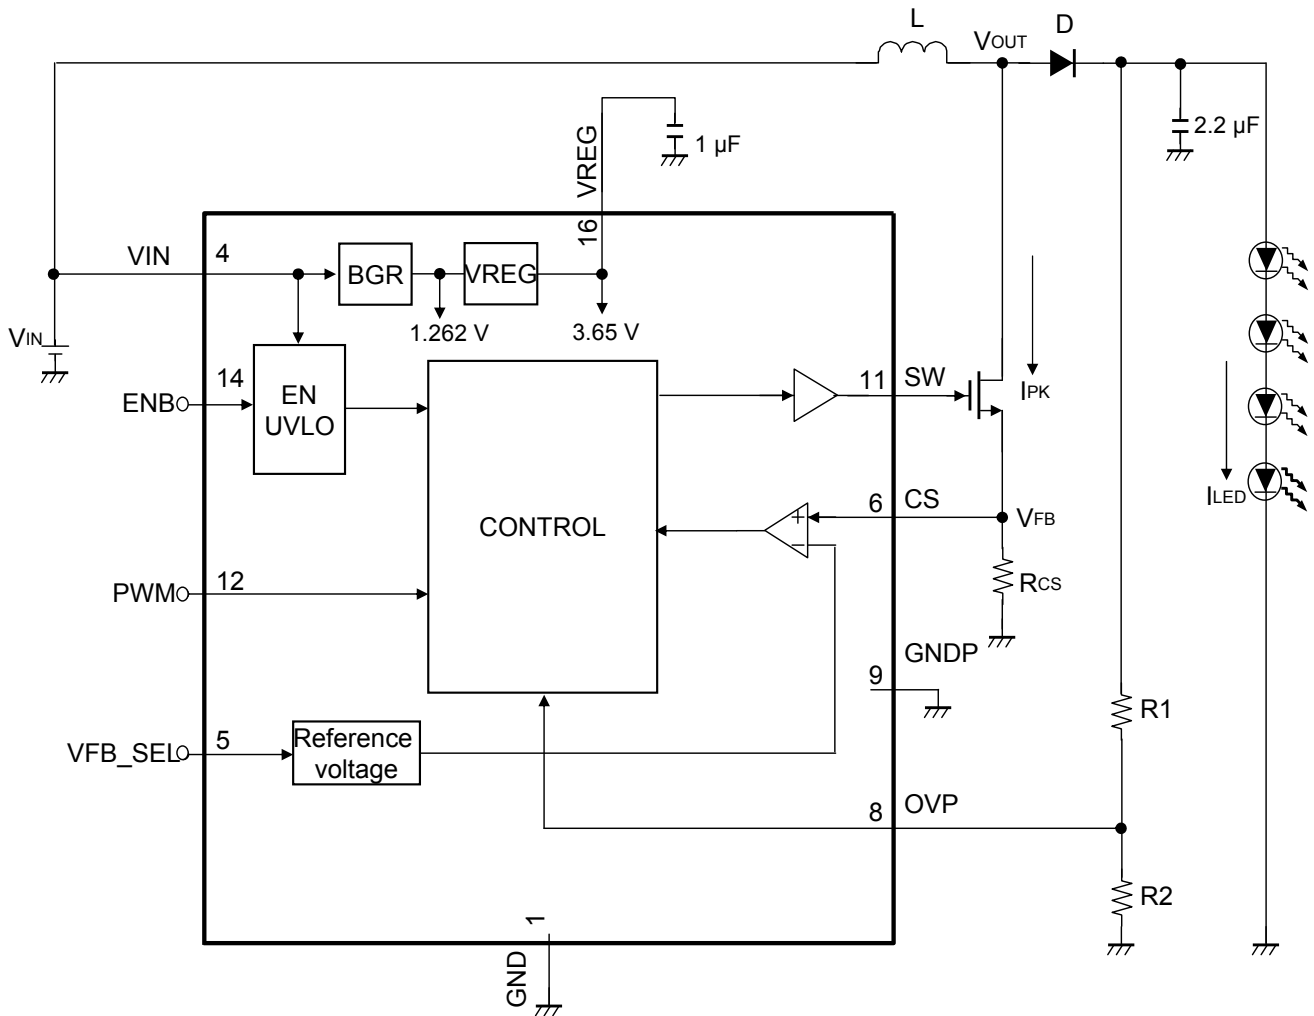 L
VOUT
D
2.2 µF
1 µF
VREG
16
VIN
4
BGR
VREG
1.262 V
3.65 V
VIN
14
ENB
EN
UVLO
11
SW
IPK
ILED
CONTROL
6
CS
VFB
RCS
PWM
12
GNDP
9
R1
VFB_SEL
5
Reference
voltage
OVP
8
R2
1
GND